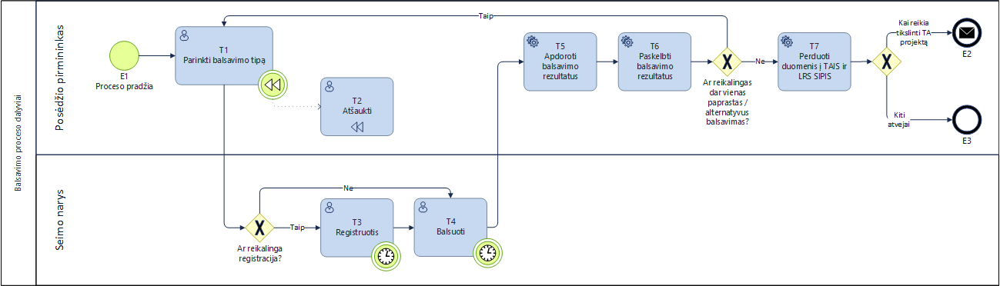 Balsavimo proceso dalyviai
Posėdžio pirmininkas
E1
Proceso pradžia
T1
Parinkti balsavimo tipą
T2
Atšaukti
Taip
T5
Apdoroti
balsavimo
rezultatus
T6
Paskelbti
balsavimo
rezultatus
Ar reikalingas
dar vienas
paprastas /
alternatyvus
balsavimas?
Ne
T7
Perduoti
duomenis į TAIS ir
LRS SIPIS
Kai reikia
tikslinti TA
projektą
E2
Kiti
atvejai
E3
Seimo narys
Ar reikalinga
registracija?
Ne
Taip
T3
Registruotis
T4
Balsuoti